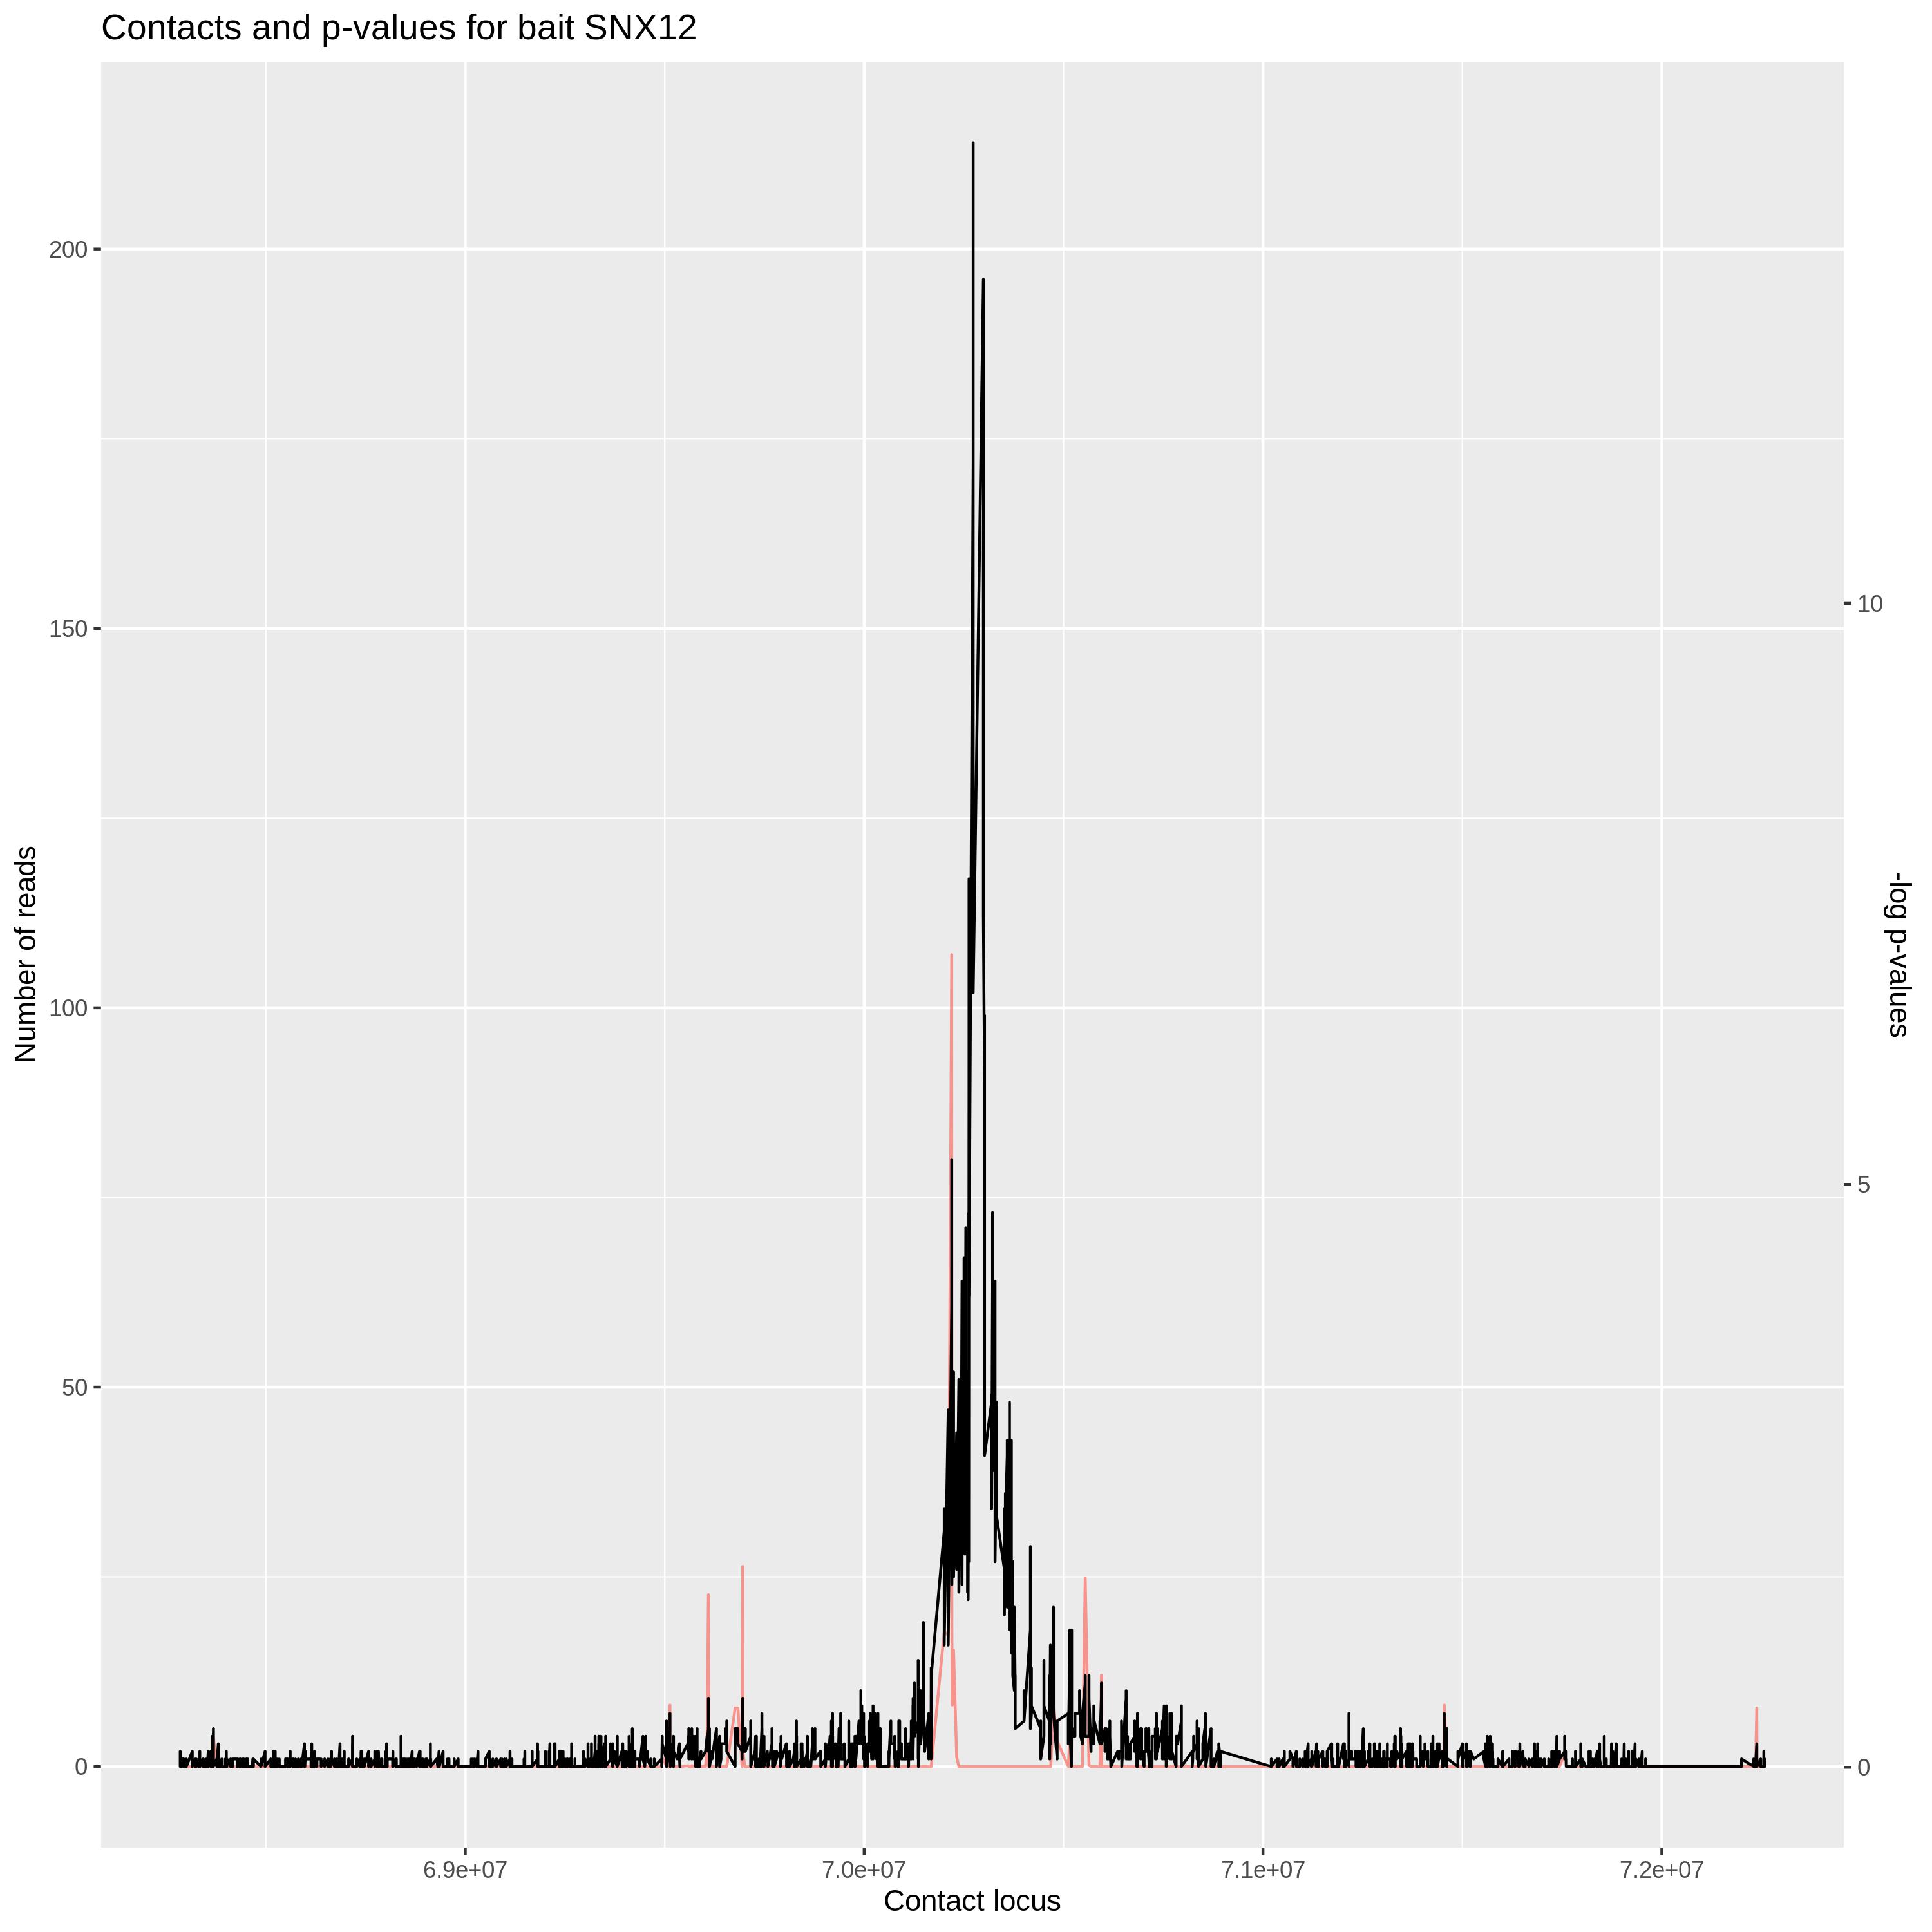 Contacts and p-values for bait SNX12
200
150
100
50
0
Number of reads
10
5
0
-log p-values
6.9e+07
7.0e+07
7.1e+07
7.2e+07
Contact locus